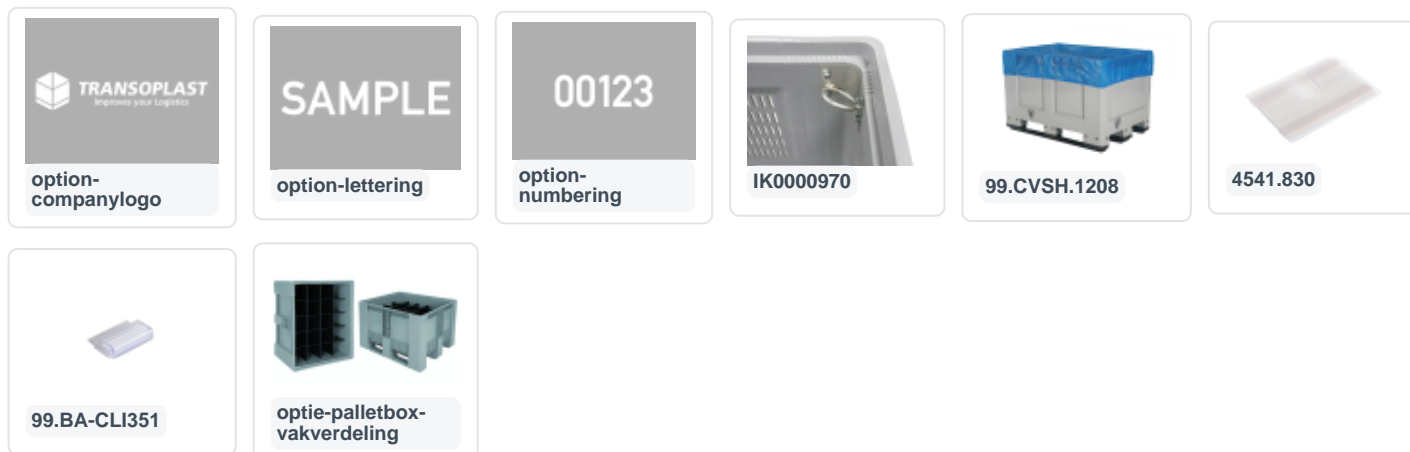 TRANSOPLAST
Improves your Logistics
option-
companylogo
SAMPLE
option-lettering
00123
option-
numbering
IK0000970
99.CVSH.1208
4541.830
99.BA-CLI351
optie-palletbox-
vakverdeling